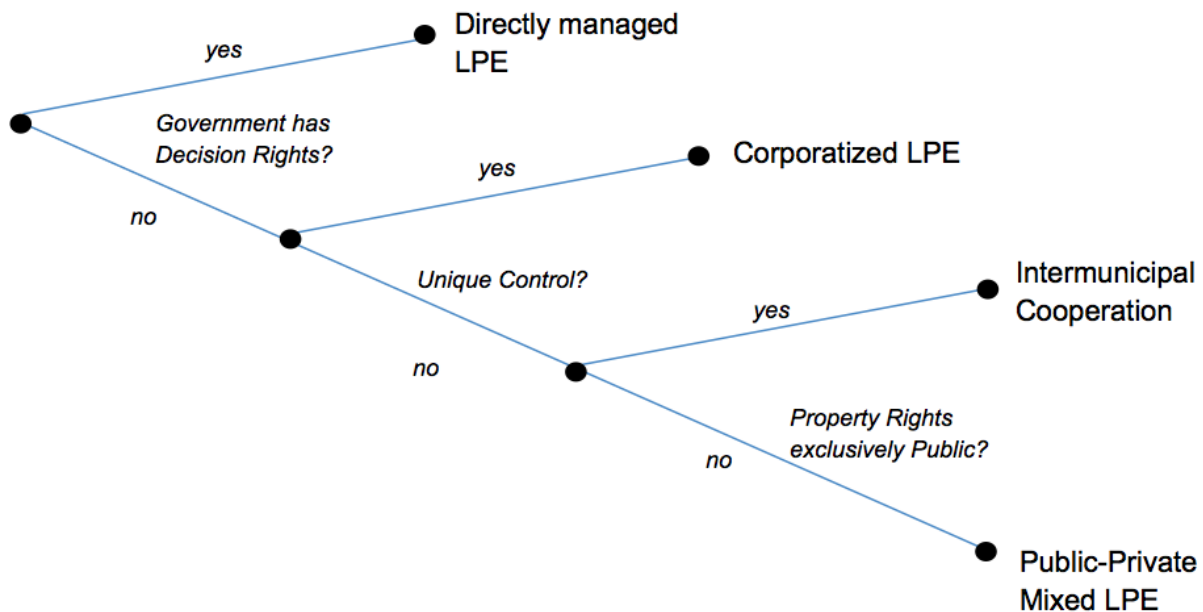 Directly managed
LPE
yes
Government has
Decision Rights?
Corporatized LPE
yes
no
Unique Control?
Intermunicipal
Cooperation
yes
no
Property Rights
exclusively Public?
no
Public-Private
Mixed LPE